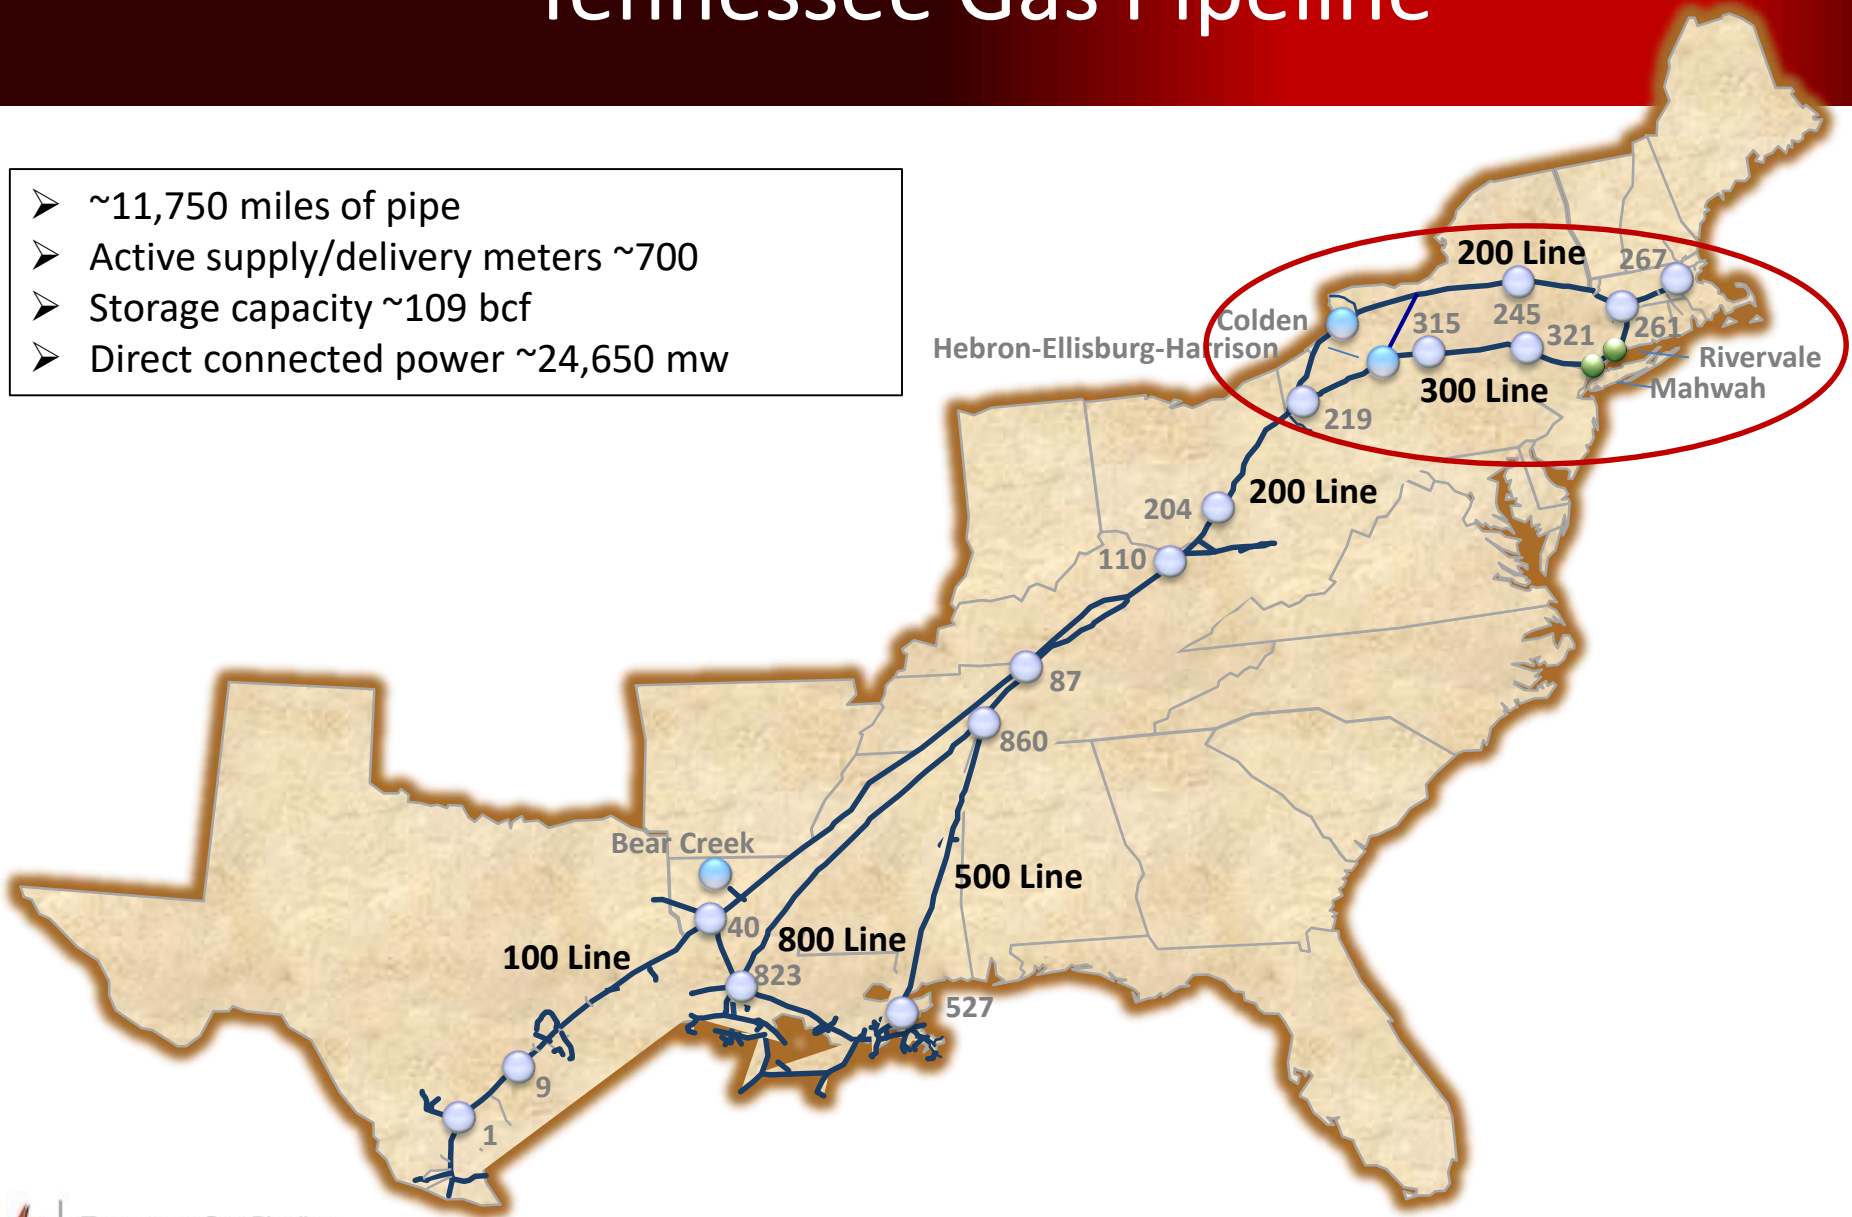 Tennessee Gas Pipeline
➢ ~11,750 miles of pipe
➢ Active supply/delivery meters ~700
➢ Storage capacity ~109 bcf
➢ Direct connected power ~24,650 mw
200 Line
267
Colden
315
245
321
261
Hebron-Ellisburg-Harrison
Rivervale
300 Line
Mahwah
219
200 Line
204
110
87
860
Bear Creek
500 Line
40
800 Line
100 Line
823
527
9
1